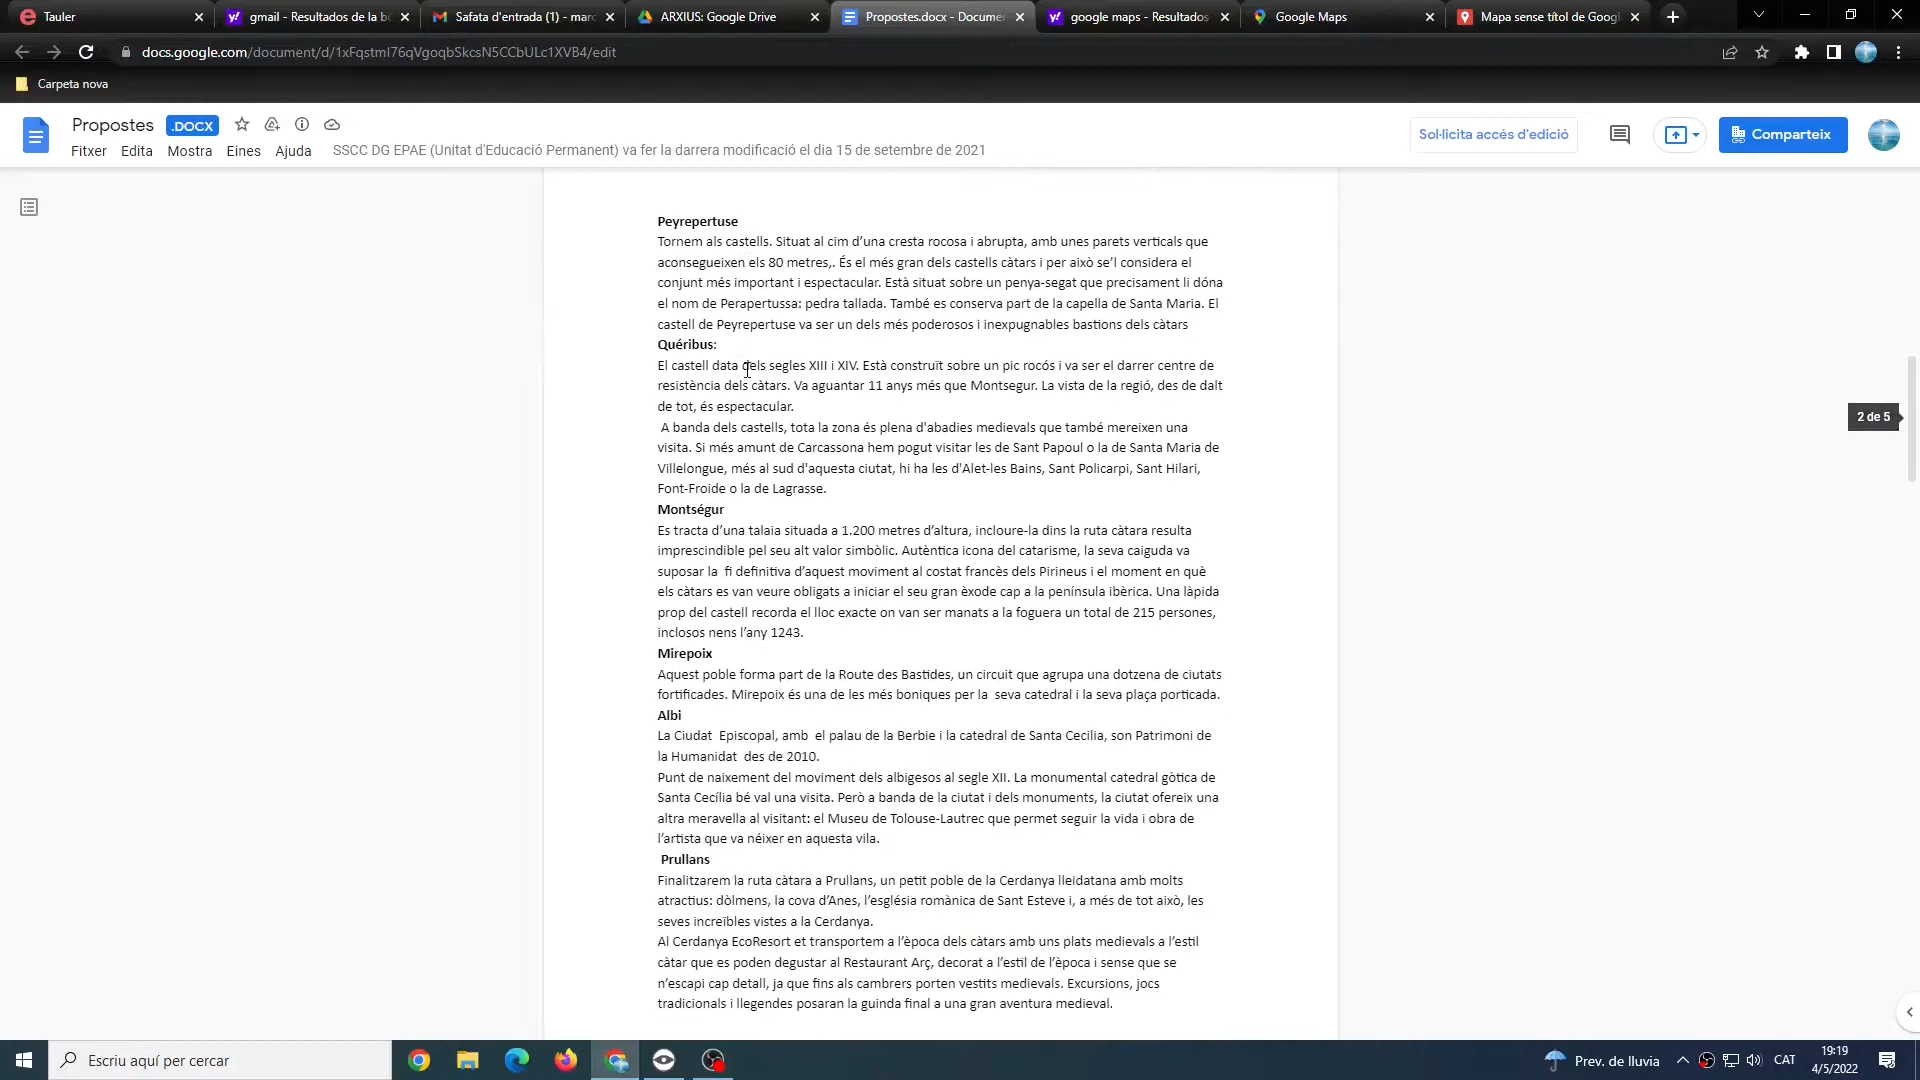 Tauler
gmail - Resultados de la bú
Safata d'entrada (1) - marc
ARXIUS: Google Drive
Propostes.docx - Documen
google maps - Resultados
Google Maps
Mapa sense títol de Googl
docs.google.com/document/d/1xFqstmI76qVgoqbSkcsN5CCbULc1XVB4/edit
Carpeta nova
Propostes .DOCX
Sol·licita accés d'edició
Comparteix
Fitxer Edita Mostra Eines Ajuda SSCC DG EPAE (Unitat d'Educació Permanent) va fer la darrera modificació el dia 15 de setembre de 2021
Peyrepertuse
Tornem als castells. Situat al cim d’una cresta rocosa i abrupta, amb unes parets verticals que
aconsegueixen els 80 metres,. És el més gran dels castells càtars i per això se’l considera el
conjunt més important i espectacular. Està situat sobre un penya-segat que precisament li dóna
el nom de Perapertussa: pedra tallada. També es conserva part de la capella de Santa Maria. El
castell de Peyrepertuse va ser un dels més poderosos i inexpugnables bastions dels càtars
Quéribus:
El castell data dels segles XIII i XIV. Està construït sobre un pic rocós i va ser el darrer centre de
resistència dels càtars. Va aguantar 11 anys més que Montsegur. La vista de la regió, des de dalt
de tot, és espectacular.
A banda dels castells, tota la zona és plena d'abadies medievals que també mereixen una
visita. Si més amunt de Carcassona hem pogut visitar les de Sant Papoul o la de Santa Maria de
Villelongue, més al sud d'aquesta ciutat, hi ha les d'Alet-les Bains, Sant Policarpi, Sant Hilari,
Font-Froide o la de Lagrasse.
Montségur
Es tracta d’una talaia situada a 1.200 metres d’altura, incloure-la dins la ruta càtara resulta
imprescindible pel seu alt valor simbòlic. Autèntica icona del catarisme, la seva caiguda va
suposar la fi definitiva d’aquest moviment al costat francès dels Pirineus i el moment en què
els càtars es van veure obligats a iniciar el seu gran èxode cap a la península ibèrica. Una làpida
prop del castell recorda el lloc exacte on van ser manats a la foguera un total de 215 persones,
inclosos nens l’any 1243.
Mirepoix
Aquest poble forma part de la Route des Bastides, un circuit que agrupa una dotzena de ciutats
fortificades. Mirepoix és una de les més boniques per la seva catedral i la seva plaça porticada.
Albi
La Ciudat Episcopal, amb el palau de la Berbie i la catedral de Santa Cecilia, son Patrimoni de
la Humanidat des de 2010.
Punt de naixement del moviment dels albigesos al segle XII. La monumental catedral gòtica de
Santa Cecília bé val una visita. Però a banda de la ciutat i dels monuments, la ciutat ofereix una
altra meravella al visitant: el Museu de Tolouse-Lautrec que permet seguir la vida i obra de
l’artista que va néixer en aquesta vila.
Prullans
Finalitzarem la ruta càtara a Prullans, un petit poble de la Cerdanya lleidatana amb molts
atractius: dòlmens, la cova d’Anes, l’església romànica de Sant Esteve i, a més de tot això, les
seves increïbles vistes a la Cerdanya.
Al Cerdanya EcoResort et transportem a l’època dels càtars amb uns plats medievals a l’estil
càtar que es poden degustar al Restaurant Arç, decorat a l’estil de l’època i sense que se
n’escapi cap detall, ja que fins als cambrers porten vestits medievals. Excursions, jocs
tradicionals i llegendes posaran la guinda final a una gran aventura medieval.
2 de 5
Escriu aquí per cercar
Prev. de lluvia
CAT
19:19
4/5/2022